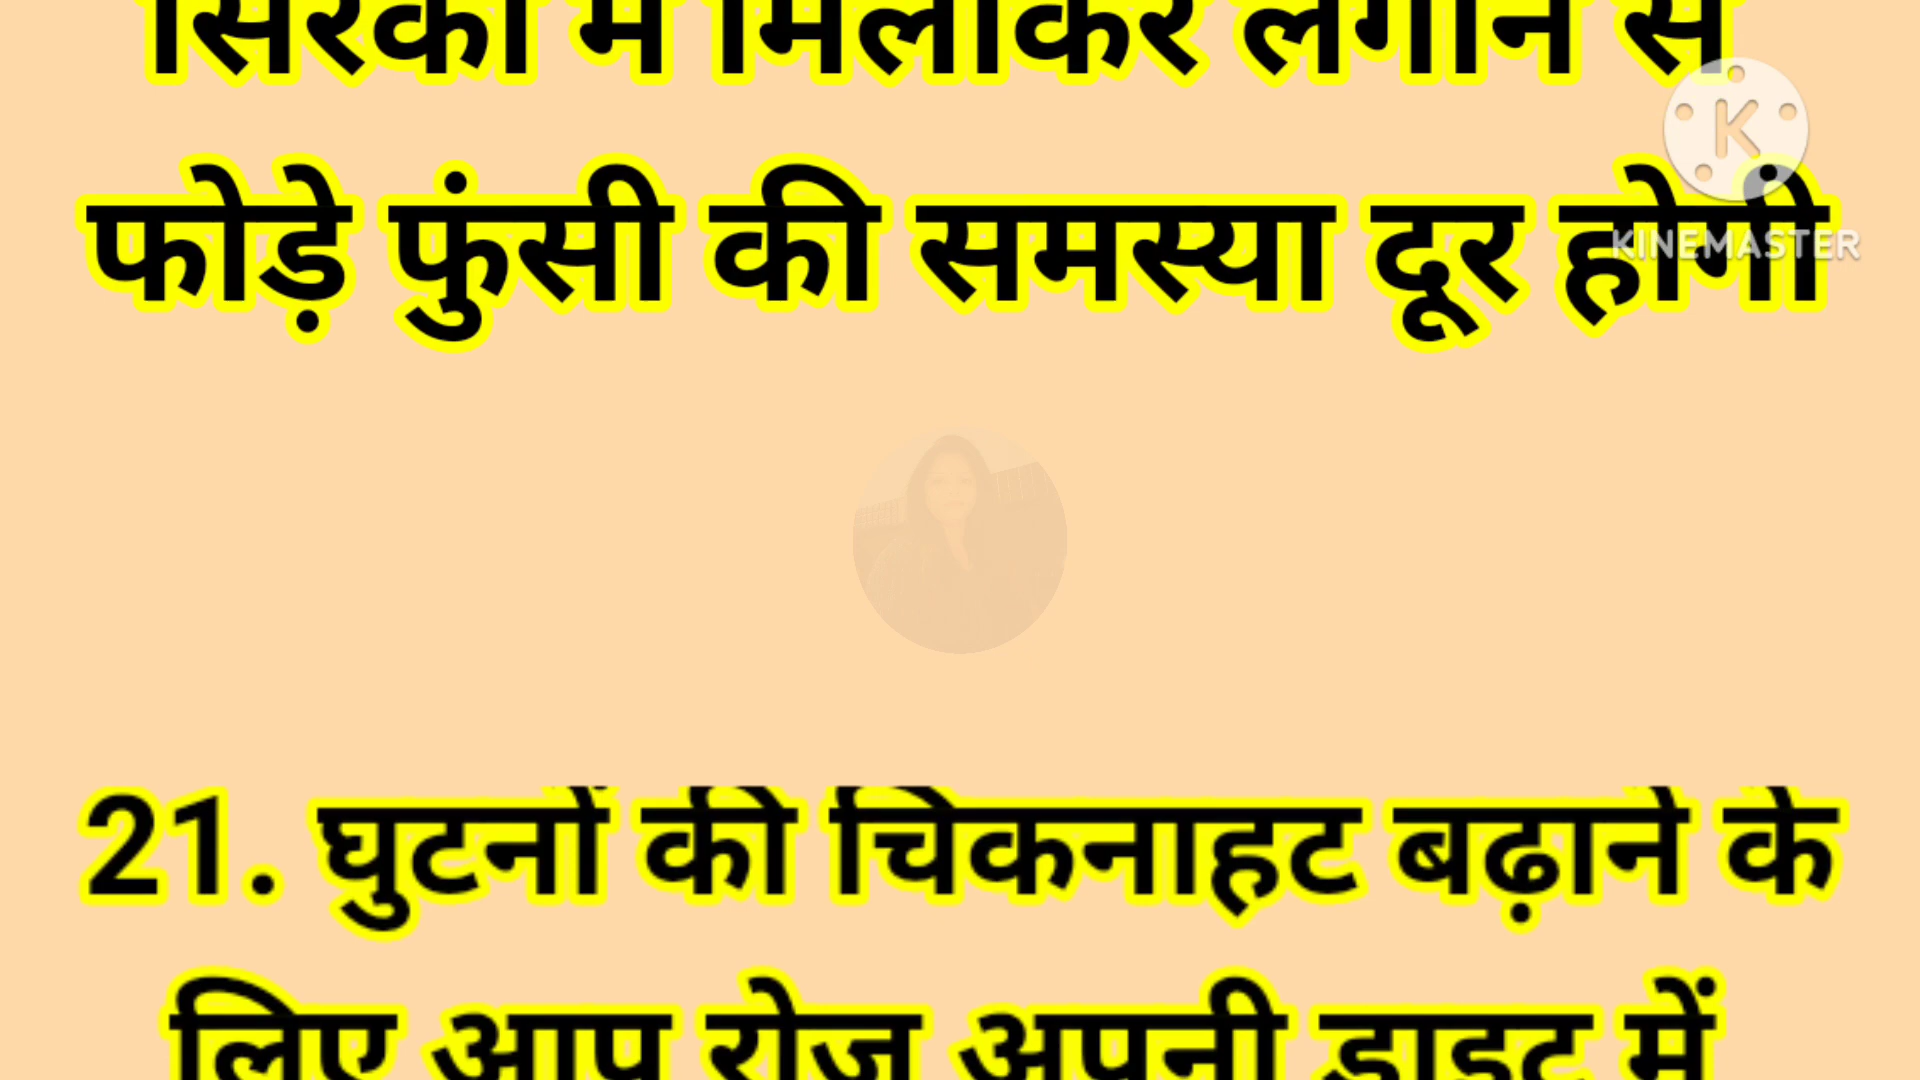 सिरका में मिलाकर लगाने से
फोड़े फुंसी की समस्या दूर होगी
KINEMASTER
21. घुटनों की चिकनाहट बढ़ाने के
लिए आप रोज अपनी डाइट में